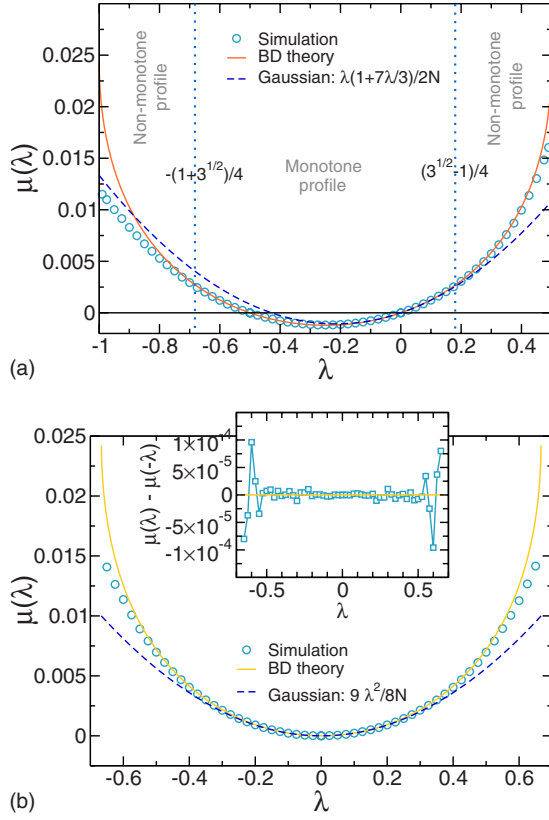 0.025
0.02
0.015
0.01
0.005
0
μ(λ)
Non-monotone
profile
Simulation
BD theory
Gaussian: λ(1+7λ/3)/2N
Non-monotone
profile
-(1+3^1/2)/4
Monotone
profile
(3^1/2-1)/4
-1 -0.8 -0.6 -0.4 -0.2 0 0.2 0.4
λ
(a)
0.025
0.02
0.015
0.01
0.005
0
μ(λ)
μ(λ) - μ(-λ)
1×10^-4
5×10^-5
0
-5×10^-5
-1×10^-4
-0.5 0 0.5
λ
Simulation
BD theory
Gaussian: 9 λ^2/8N
-0.6 -0.4 -0.2 0 0.2 0.4 0.6
λ
(b)